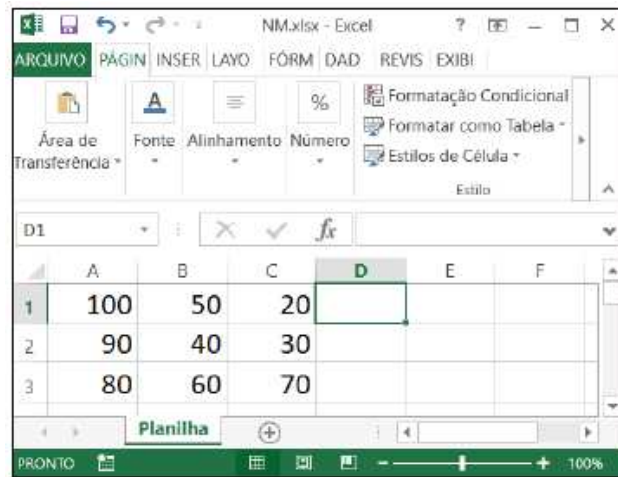 NM.xlsx - Excel ?
ARQUIVO PÁGIN INSER LAYO FÓRM DAD REVIS EXIBI
Área de Transferência
Fonte
Alinhamento
%
Número
Formatação Condicional
Formatar como Tabela
Estilos de Célula
Estilo
D1 fx
A B C D E F
1 100 50 20
2 90 40 30
3 80 60 70
Planilha
PRONTO 100%